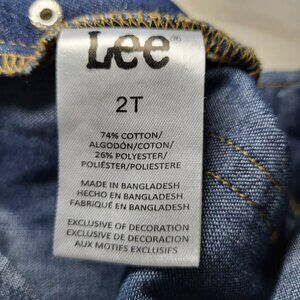 Lee®
2T
74% COTTON/
ALGODÓN/COTON/
26% POLYESTER/
POLIÉSTER/POLIESTERE
MADE IN BANGLADESH
HECHO EN BANGLADESH
FABRIQUÉ EN BANGLADESH
EXCLUSIVE OF DECORATION
EXCLUSIVE DE DECORACION
AUX MOTIFS EXCLUSIFS